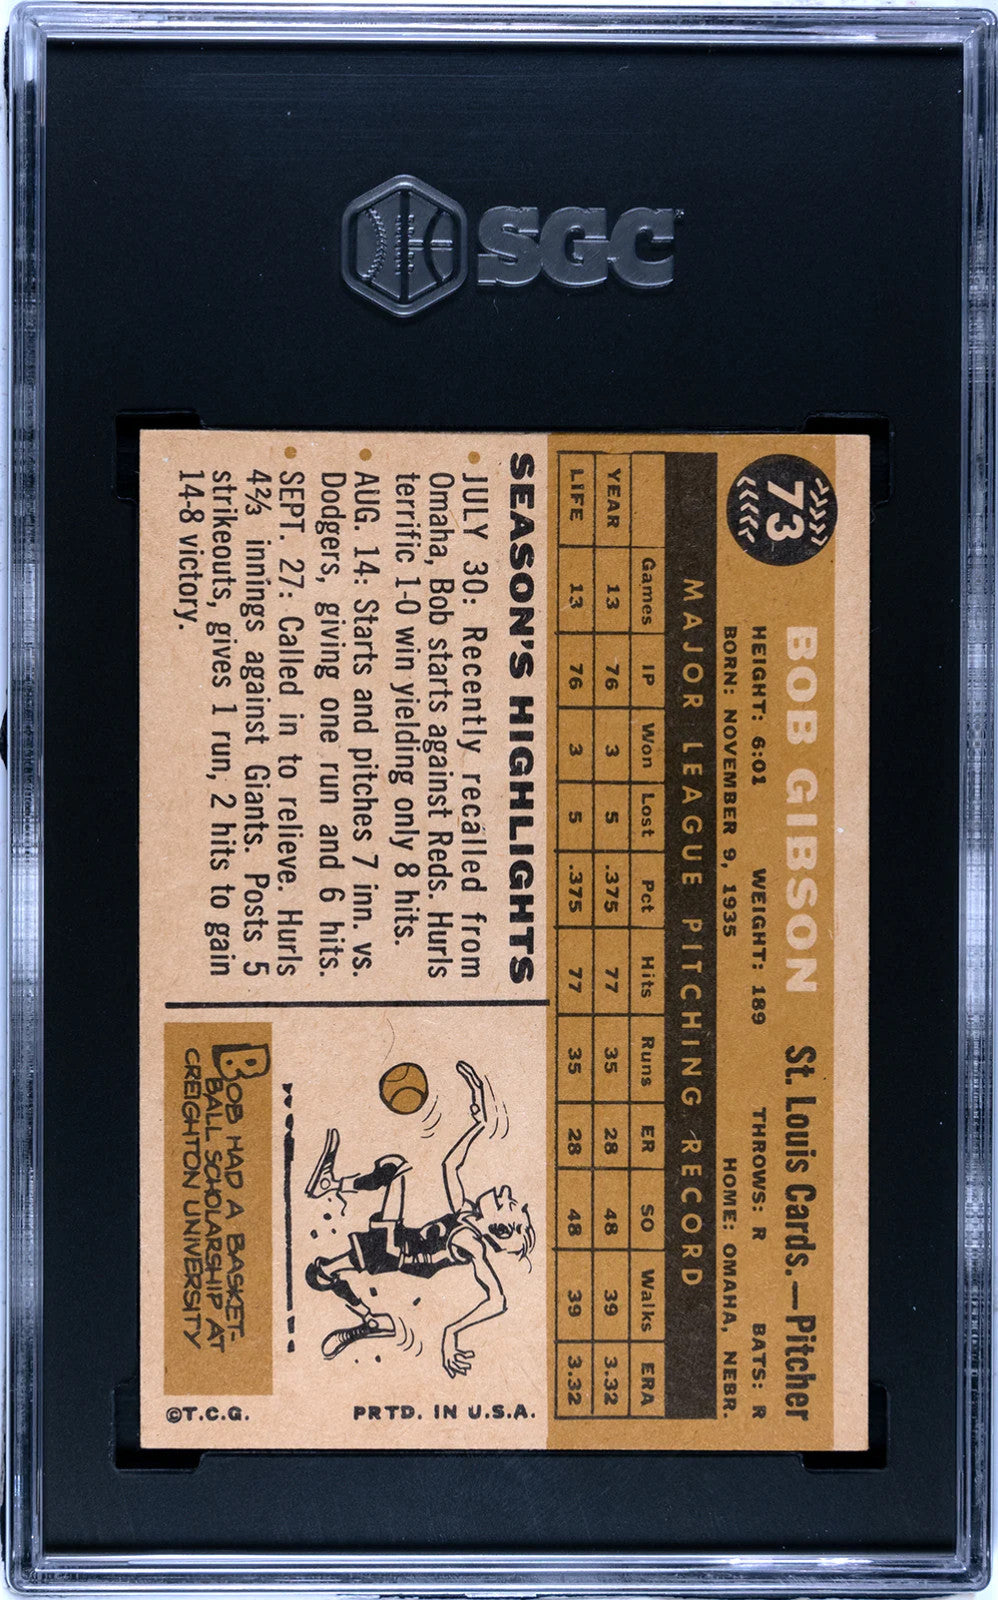 SGC
73
BOB GIBSON St. Louis Cards.—Pitcher
HEIGHT: 6:01 WEIGHT: 189 THROWS: R BATS: R
BORN: NOVEMBER 9, 1935 HOME: OMAHA, NEBR.
MAJOR LEAGUE PITCHING RECORD
Games IP Won Lost Pct Hits Runs ER SO Walks ERA
YEAR 13 76 3 5 .375 77 35 28 48 39 3.32
LIFE 13 76 3 5 .375 77 35 28 48 39 3.32
SEASON'S HIGHLIGHTS
• JULY 30: Recently recalled from
Omaha, Bob starts against Reds. Hurls
terrific 1-0 win yielding only 8 hits.
• AUG. 14: Starts and pitches 7 inn. vs.
Dodgers, giving one run and 6 hits.
• SEPT. 27: Called in to relieve. Hurls
4⅔ innings against Giants. Posts 5
strikeouts, gives 1 run, 2 hits to gain
14-8 victory.
BOB HAD A BASKET-
BALL SCHOLARSHIP AT
CREIGHTON UNIVERSITY
©T.C.G. PRTD. IN U.S.A.